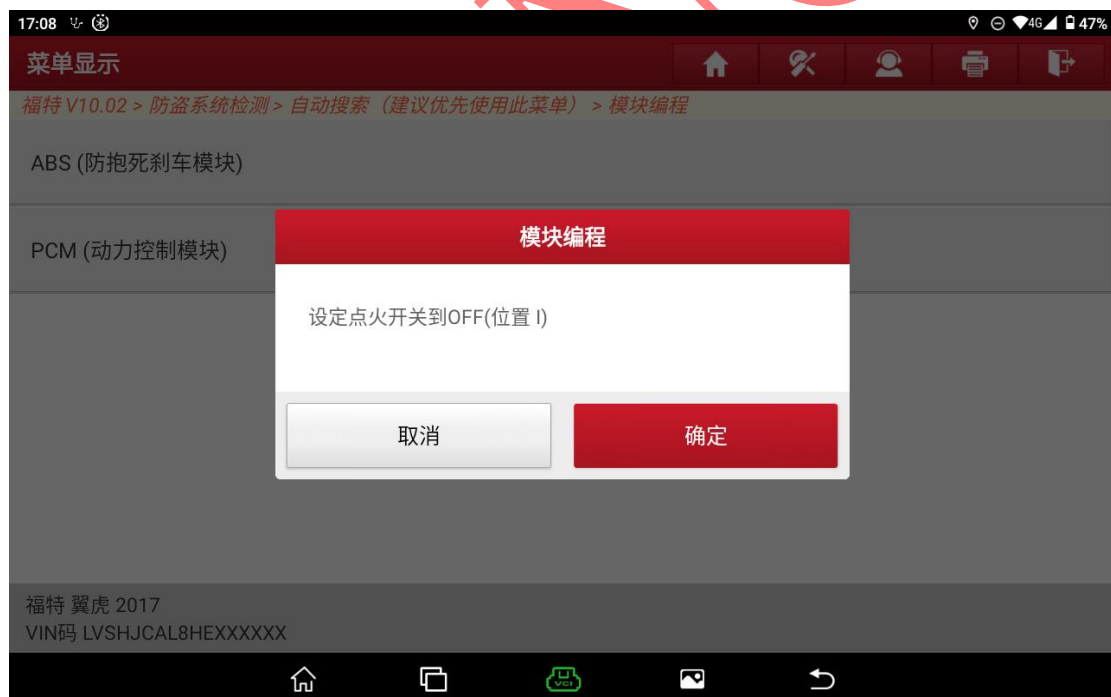 17:08
4G 47%
菜单显示
福特 V10.02 > 防盗系统检测 > 自动搜索（建议优先使用此菜单） > 模块编程
ABS (防抱死刹车模块)
PCM (动力控制模块)
模块编程
设定点火开关到OFF(位置 I)
取消
确定
福特 翼虎 2017
VIN码 LVSHJCAL8HEXXXXXX
VCI